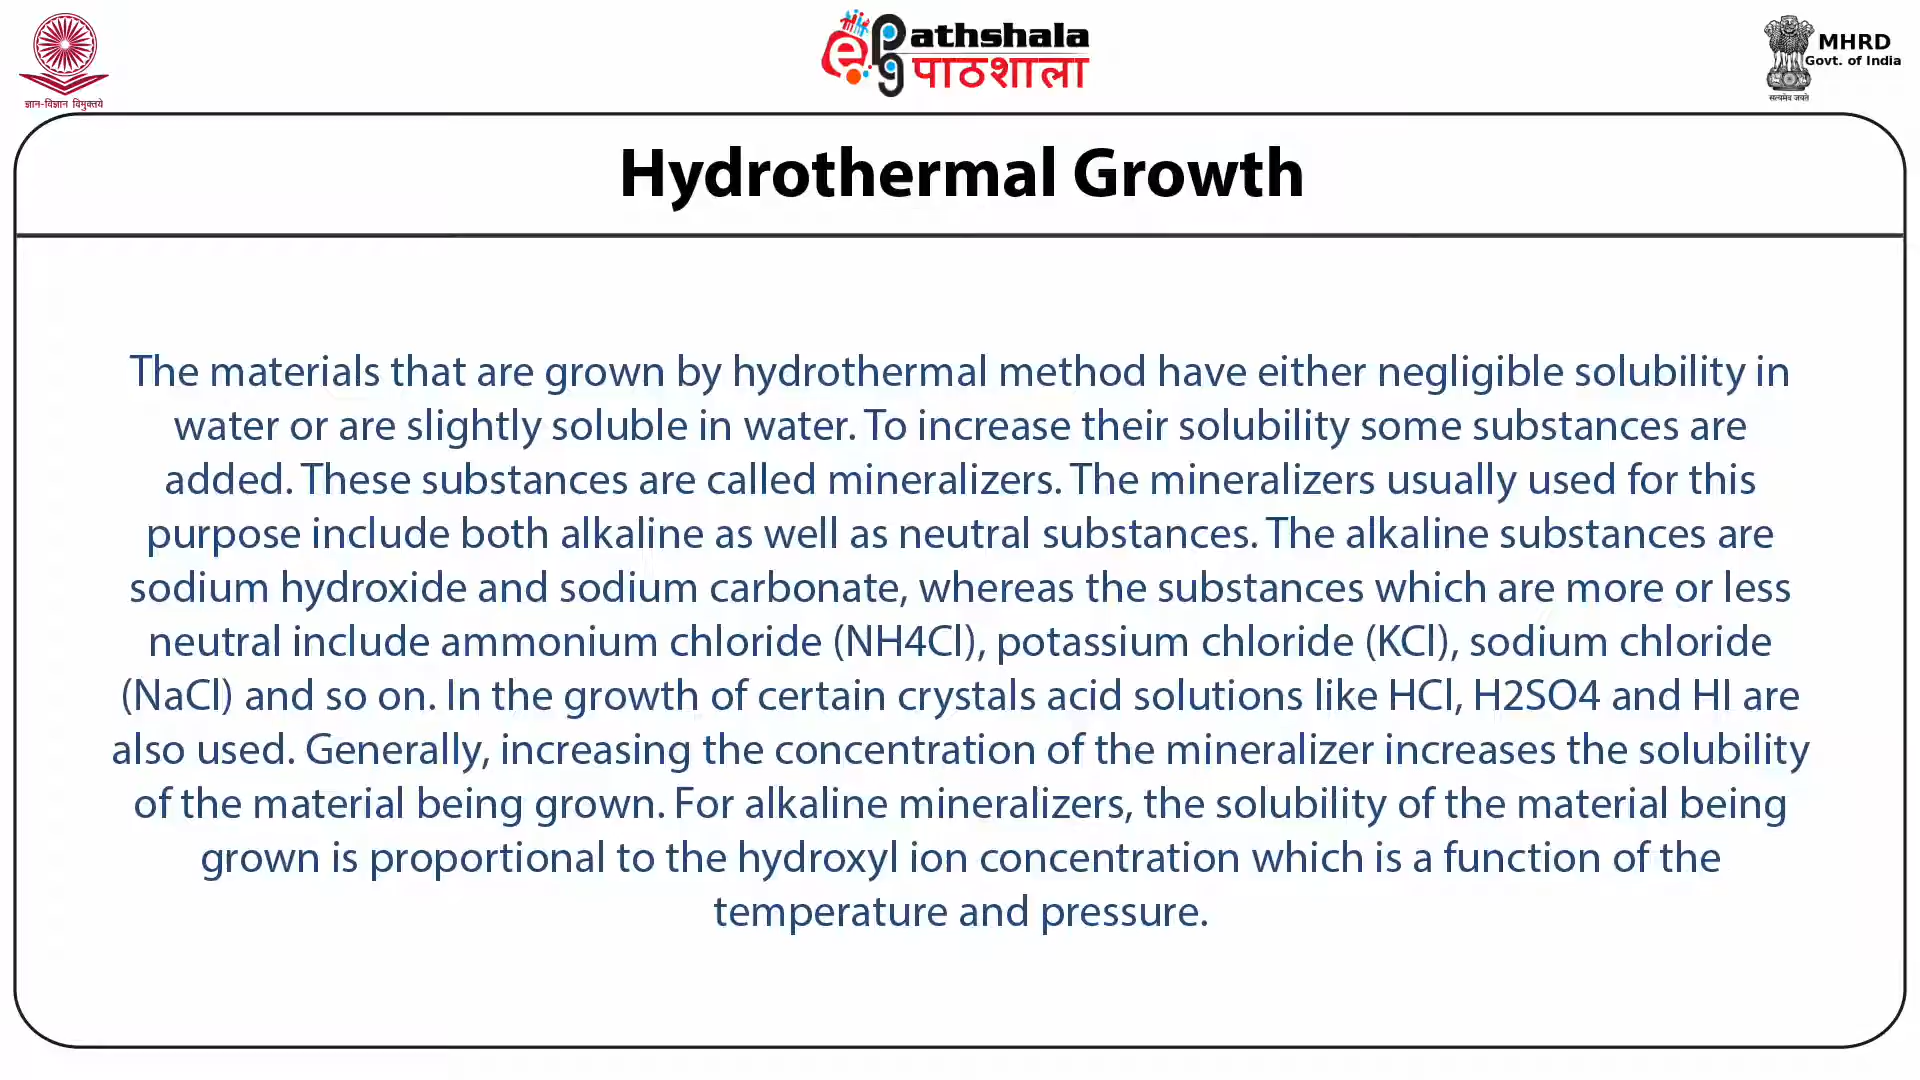 ज्ञान-विज्ञान विमुक्तये
ePathshala
पाठशाला
सत्यमेव जयते
MHRD
Govt. of India
Hydrothermal Growth
The materials that are grown by hydrothermal method have either negligible solubility in
water or are slightly soluble in water. To increase their solubility some substances are
added. These substances are called mineralizers. The mineralizers usually used for this
purpose include both alkaline as well as neutral substances. The alkaline substances are
sodium hydroxide and sodium carbonate, whereas the substances which are more or less
neutral include ammonium chloride (NH4Cl), potassium chloride (KCl), sodium chloride
(NaCl) and so on. In the growth of certain crystals acid solutions like HCl, H2SO4 and HI are
also used. Generally, increasing the concentration of the mineralizer increases the solubility
of the material being grown. For alkaline mineralizers, the solubility of the material being
grown is proportional to the hydroxyl ion concentration which is a function of the
temperature and pressure.